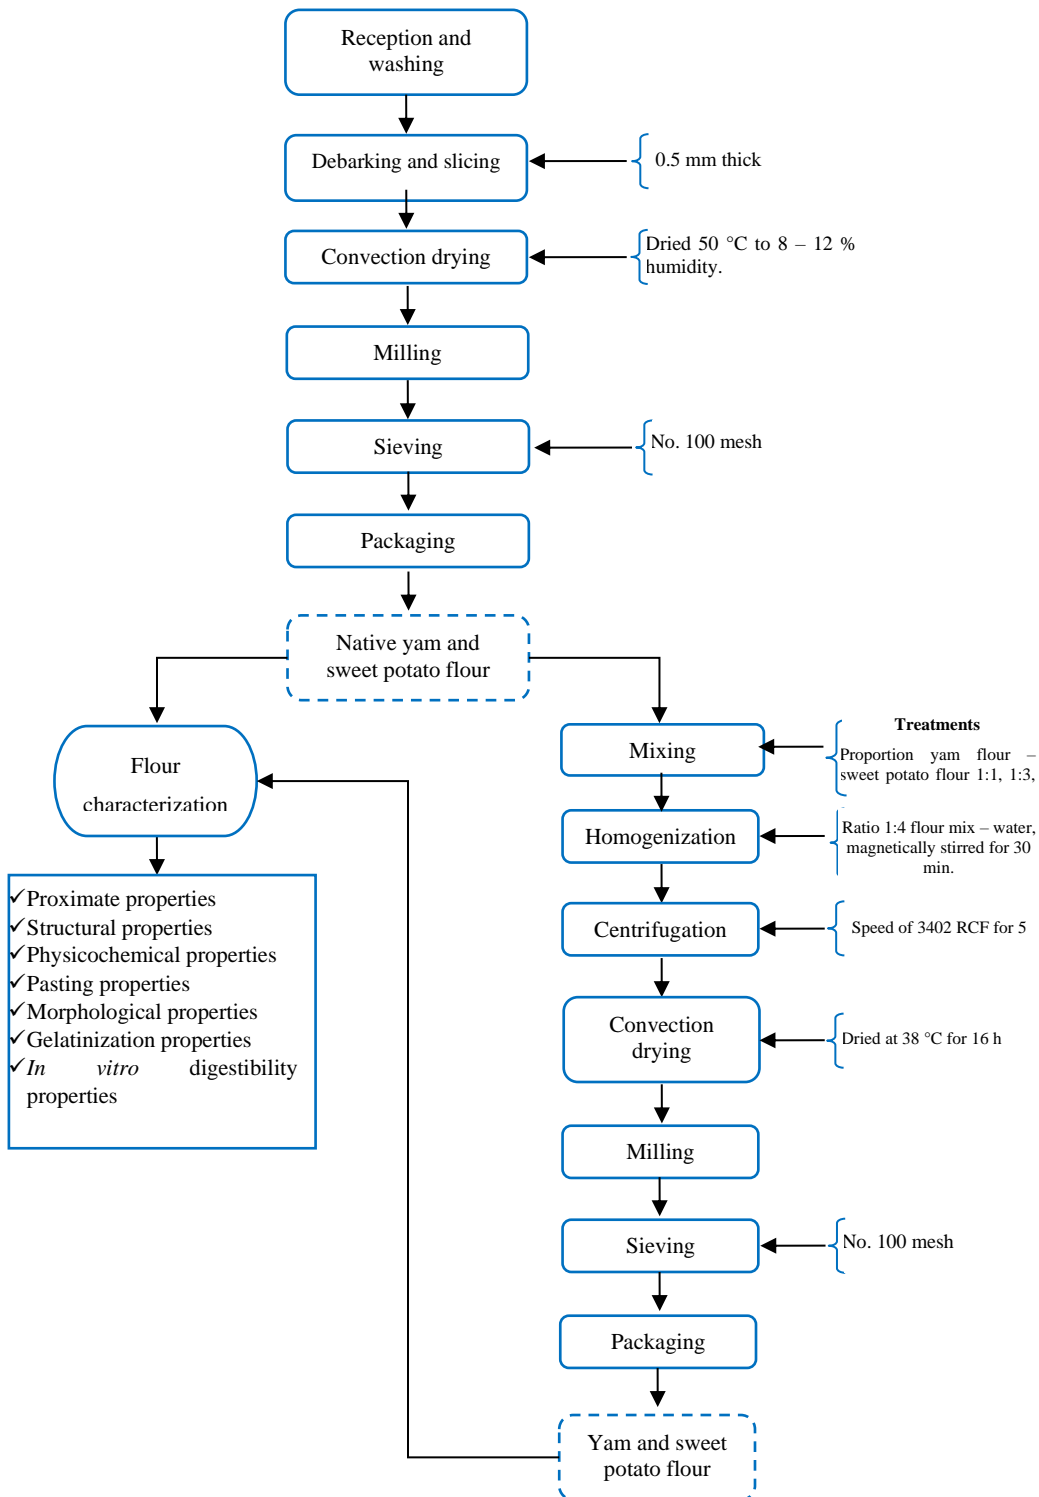 Reception and
washing
Debarking and slicing
0.5 mm thick
Convection drying
Dried 50 °C to 8 – 12 %
humidity.
Milling
Sieving
No. 100 mesh
Packaging
Native yam and
sweet potato flour
Flour
characterization
✓Proximate properties
✓Structural properties
✓Physicochemical properties
✓Pasting properties
✓Morphological properties
✓Gelatinization properties
✓In vitro digestibility
properties
Mixing
Treatments
Proportion yam flour –
sweet potato flour 1:1, 1:3,
Homogenization
Ratio 1:4 flour mix – water,
magnetically stirred for 30
min.
Centrifugation
Speed of 3402 RCF for 5
Convection
drying
Dried at 38 °C for 16 h
Milling
Sieving
No. 100 mesh
Packaging
Yam and sweet
potato flour